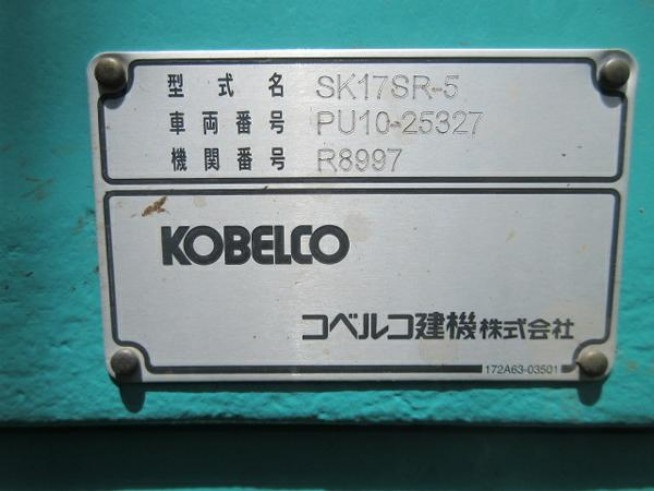 型式名 SK17SR-5
車両番号 PU10-25327
機関番号 R8997
KOBELCO
コベルコ建機株式会社
172A63-03501